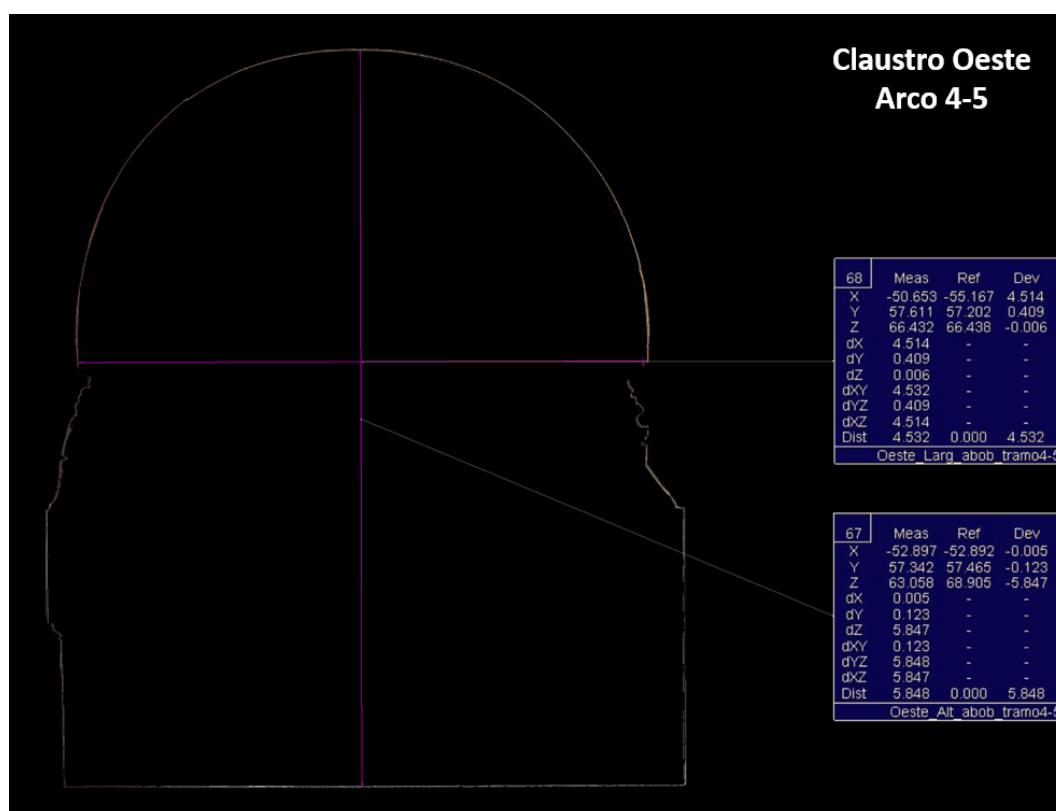 Claustro Oeste
Arco 4-5
68 Meas Ref Dev
X -50.653 -55.167 4.514
Y 57.611 57.202 0.409
Z 66.432 66.438 -0.006
dX 4.514 - -
dY 0.409 - -
dZ 0.006 - -
dXY 4.532 - -
dYZ 0.409 - -
dXZ 4.514 - -
Dist 4.532 0.000 4.532
Oeste_Larg_abob_tramo4-5
67 Meas Ref Dev
X -52.897 -52.892 -0.005
Y 57.342 57.465 -0.123
Z 63.058 68.905 -5.847
dX 0.005 - -
dY 0.123 - -
dZ 5.847 - -
dXY 0.123 - -
dYZ 5.848 - -
dXZ 5.847 - -
Dist 5.848 0.000 5.848
Oeste_Alt_abob_tramo4-5